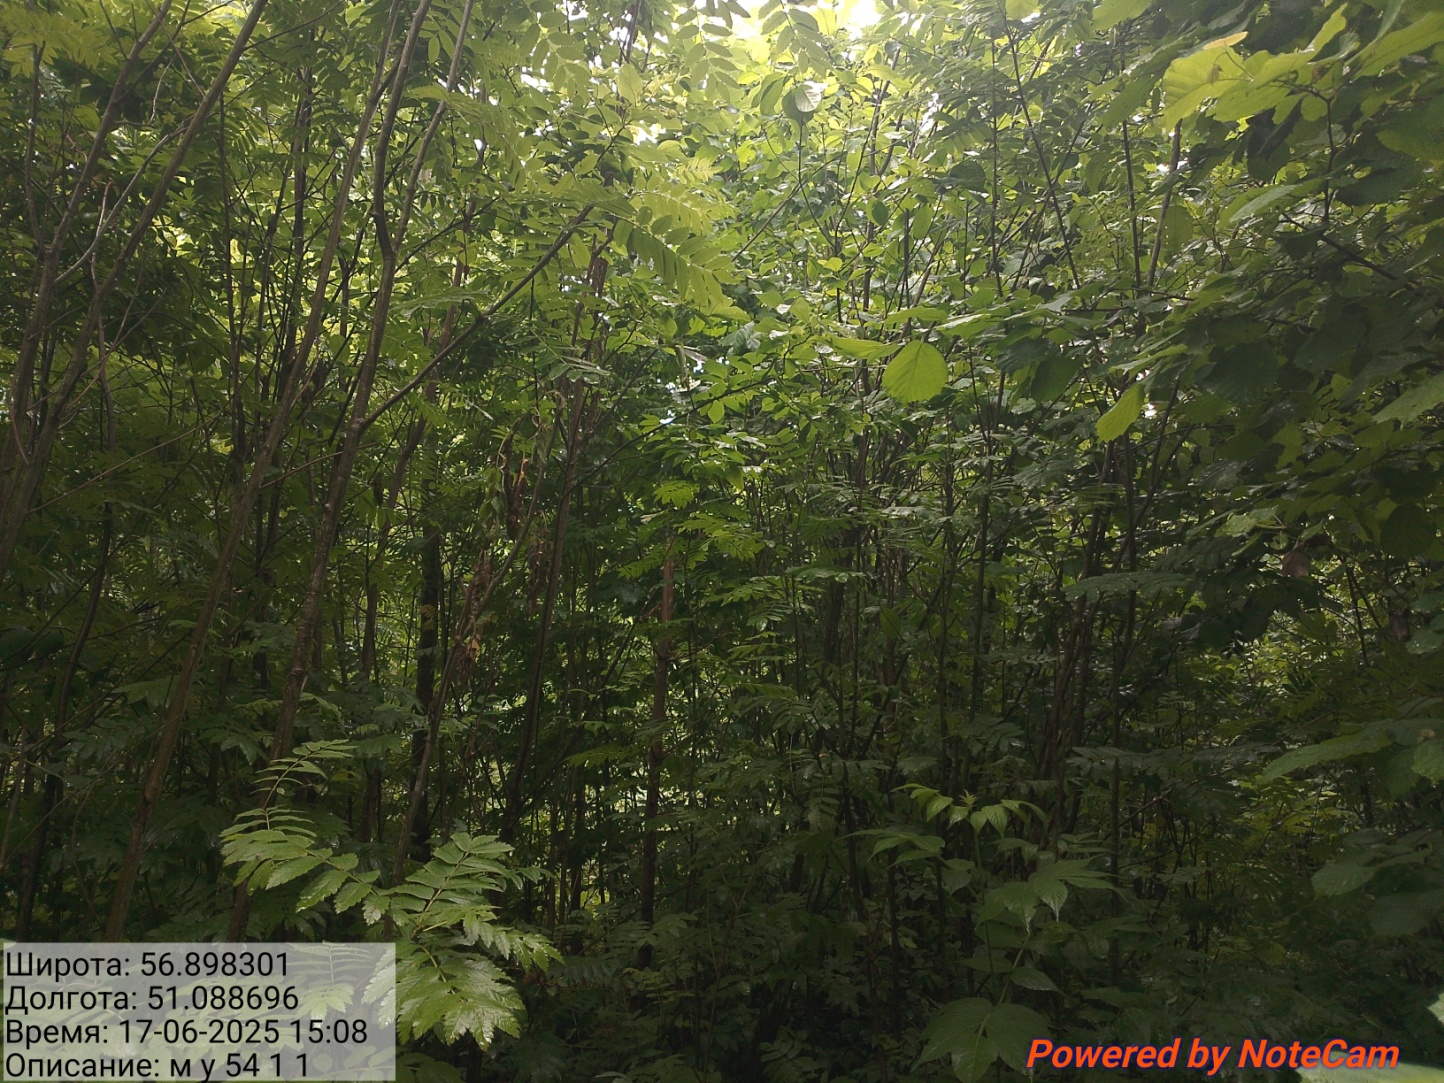 Широта: 56.898301
Долгота: 51.088696
Время: 17-06-2025 15:08
Описание: м у 54 1 1
Powered by NoteCam